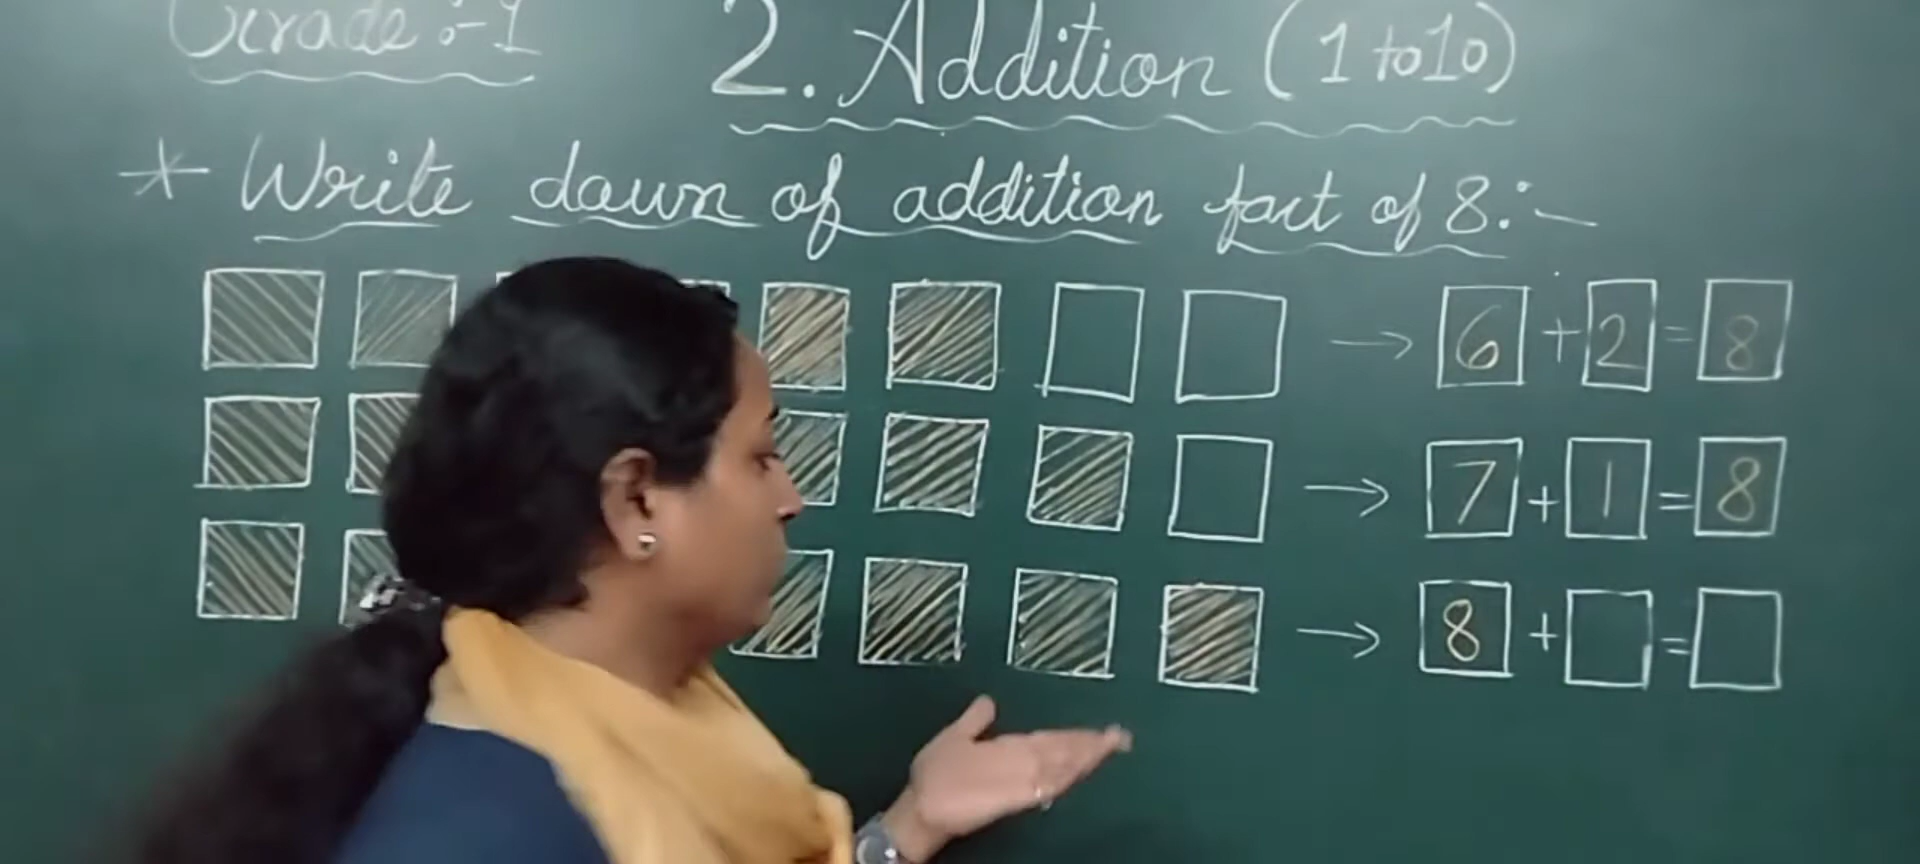 Grade :- 1
2. Addition (1 to 10)
* Write down of addition fact of 8:-
→ 6 + 2 = 8
→ 7 + 1 = 8
→ 8 + =